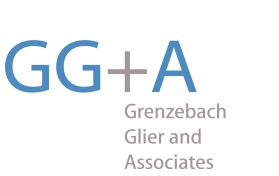 GG+A
Grenzebach
Glier and
Associates